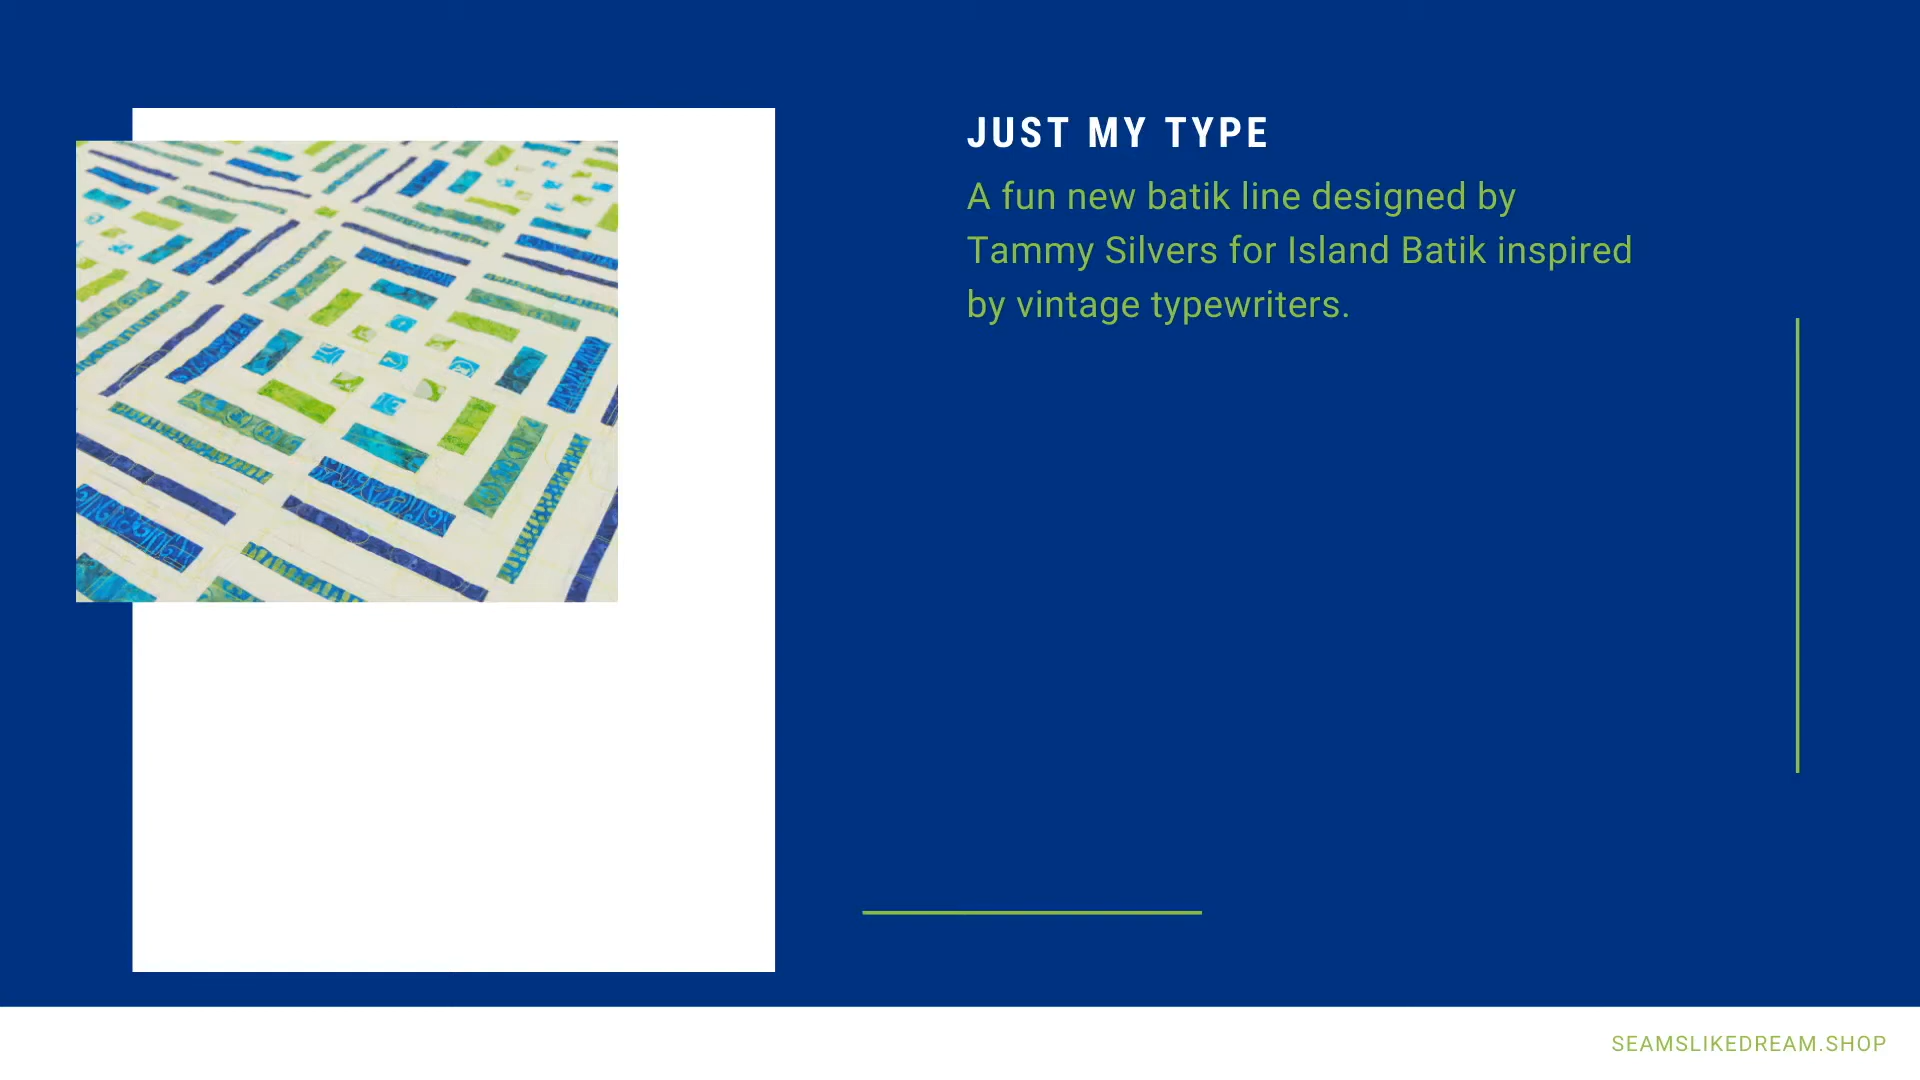 JUST MY TYPE
A fun new batik line designed by
Tammy Silvers for Island Batik inspired
by vintage typewriters.
SEAMSLIKEDREAM.SHOP